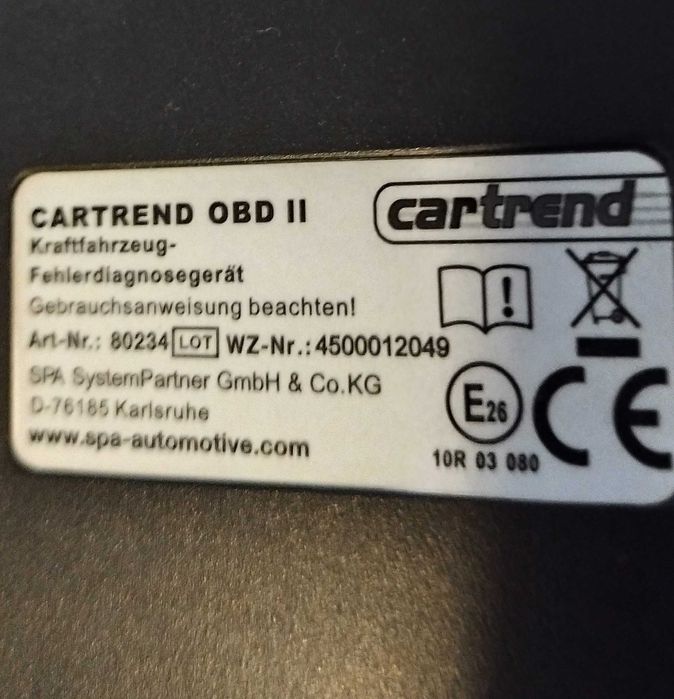 CARTREND OBD II
cartrend
Kraftfahrzeug-
Fehlerdiagnosegerät
Gebrauchsanweisung beachten!
Art-Nr.: 80234 LOT WZ-Nr.:4500012049
SPA SystemPartner GmbH & Co.KG
D-76185 Karlsruhe
www.spa-automotive.com
!
E26
10R 03 080
CE